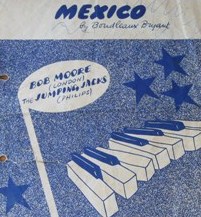 MEXICO
By Boudleaux Bryant
BOB MOORE
(LONDON)
THE JUMPING JACKS
(PHILIPS)